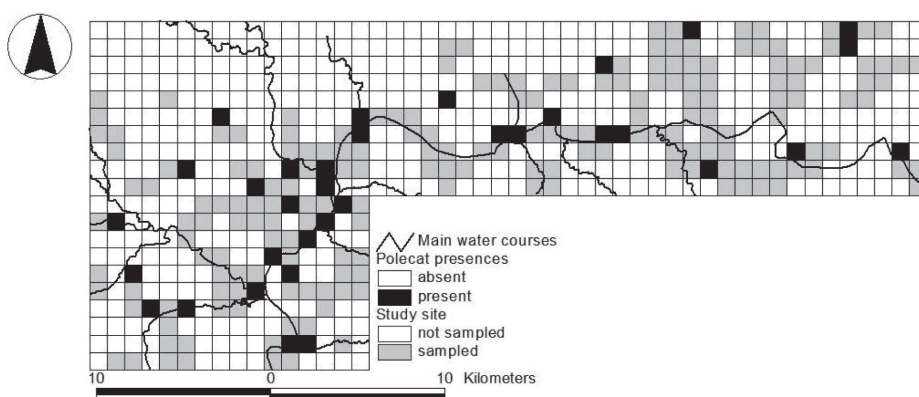 Main water courses
Polecat presences
absent
present
Study site
not sampled
sampled
10 0 10 Kilometers